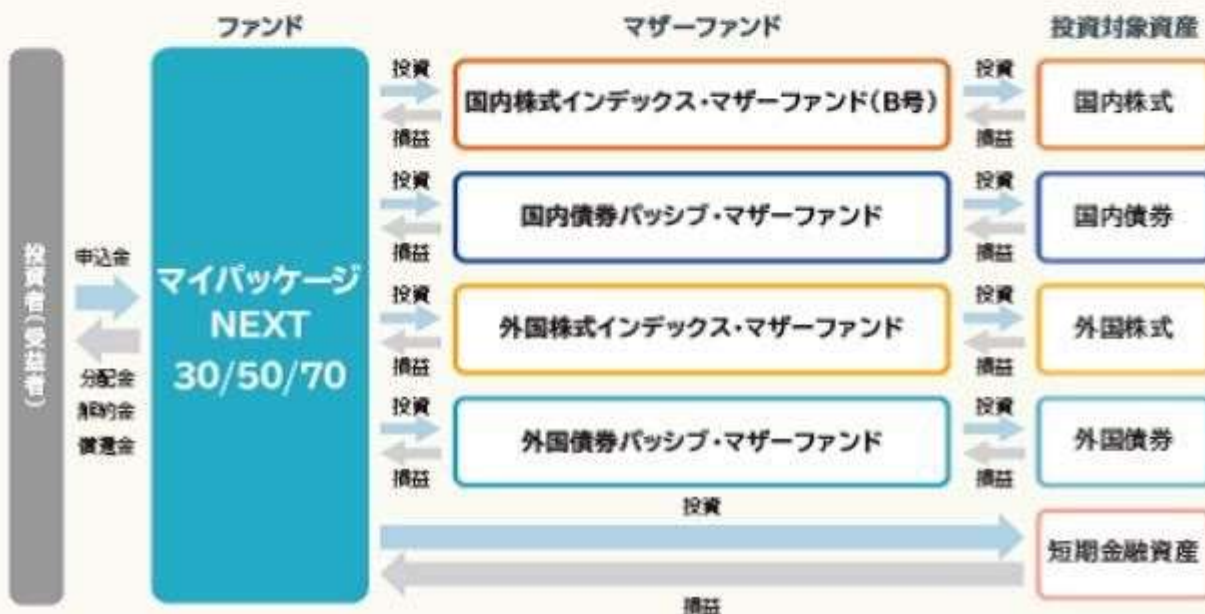 ファンド
マザーファンド
投資対象資産
投資者(受益者)
申込金
分配金
解約金
償還金
マイパッケージ
NEXT
30/50/70
投資
損益
国内株式インデックス・マザーファンド(B号)
投資
損益
国内株式
投資
損益
国内債券パッシブ・マザーファンド
投資
損益
国内債券
投資
損益
外国株式インデックス・マザーファンド
投資
損益
外国株式
投資
損益
外国債券パッシブ・マザーファンド
投資
損益
外国債券
投資
損益
短期金融資産